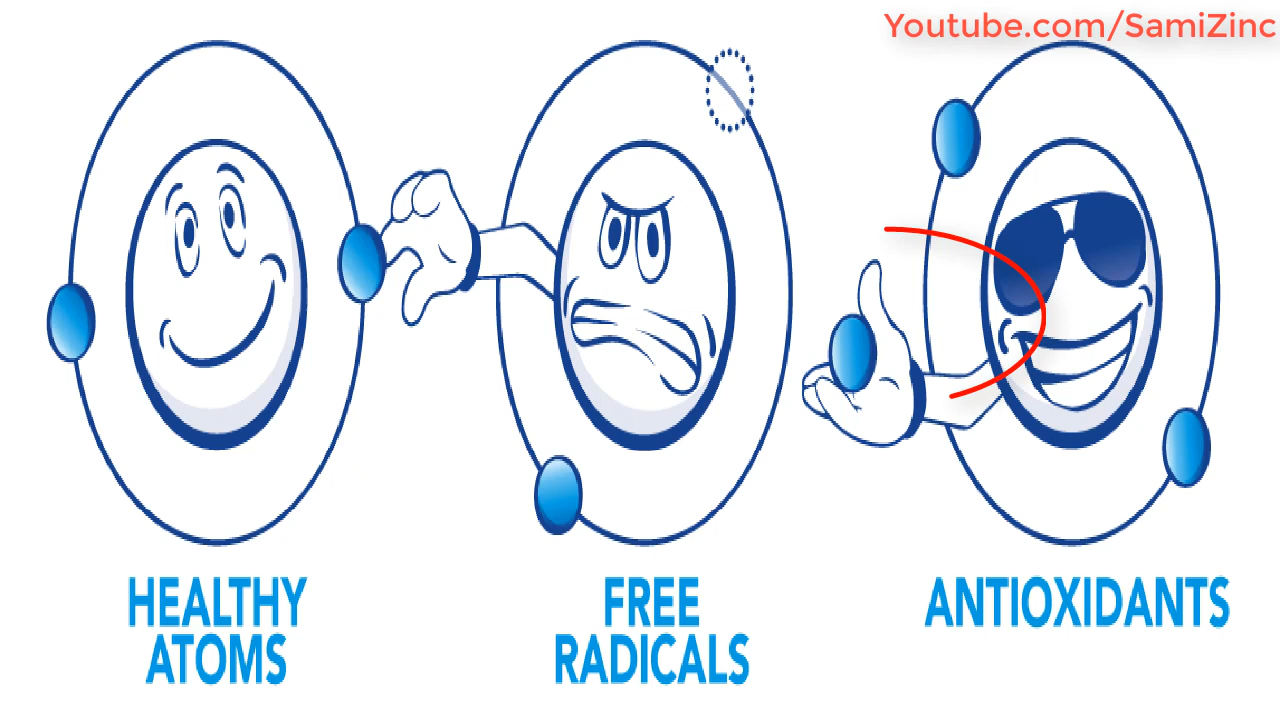 Youtube.com/SamiZinc
HEALTHY
ATOMS
FREE
RADICALS
ANTIOXIDANTS